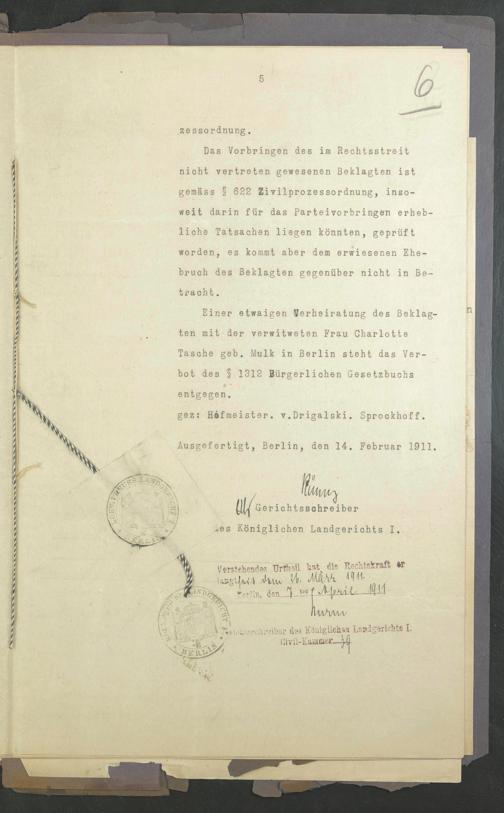 5
6
zessordnung.
Das Vorbringen des im Rechtsstreit
nicht vertreten gewesenen Beklagten ist
gemäss § 622 Zivilprozessordnung, inso-
weit darin für das Parteivorbringen erheb-
liche Tatsachen liegen könnten, geprüft
worden, es kommt aber dem erwiesenen Ehe-
bruch des Beklagten gegenüber nicht in Be-
tracht.
Einer etwaigen Verheiratung des Beklag-
ten mit der verwitweten Frau Charlotte
Tasche geb. Mulk in Berlin steht das Ver-
bot des § 1312 Bürgerlichen Gesetzbuchs
entgegen.
gez: Hofmeister. v.Drigalski. Sprockhoff.
Ausgefertigt, Berlin, den 14. Februar 1911.
Gerichtsschreiber
des Königlichen Landgerichts I.
Vorstehendes Urtheil hat die Rechtskraft er
dem 26. März 1911
Berlin, den 7 April 1911
Gerichtsschreiber des Königlichen Landgerichts I.
Civil-Kammer
BERLIN